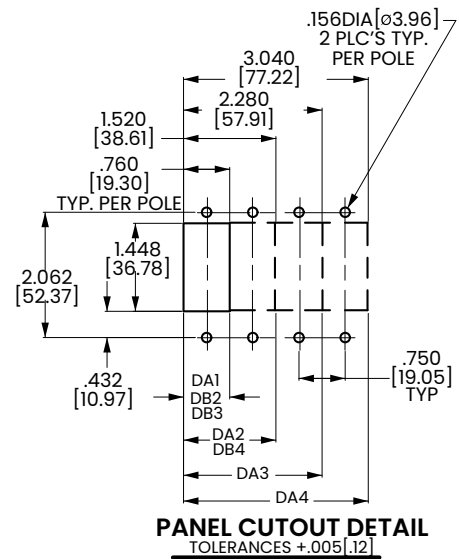 .156DIA[ø3.96]
2 PLC'S TYP.
PER POLE
3.040
[77.22]
2.280
[57.91]
1.520
[38.61]
.760
[19.30]
TYP. PER POLE
1.448
[36.78]
2.062
[52.37]
.432
[10.97]
DA1
DB2
DB3
.750
[19.05]
TYP
DA2
DB4
DA3
DA4
PANEL CUTOUT DETAIL
TOLERANCES +.005[.12]